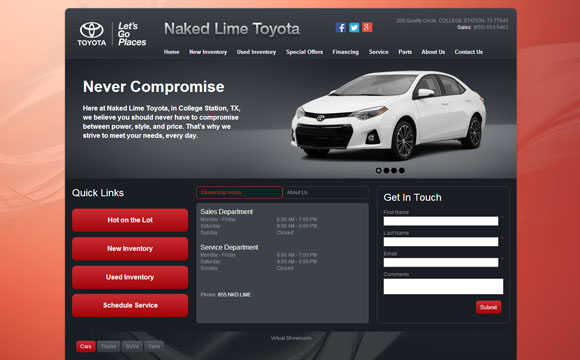 TOYOTA
Let's
Go
Places
Naked Lime Toyota
200 Quality Circle, COLLEGE STATION, TX 77845
Sales: (855) 653-5463
Home New Inventory Used Inventory Special Offers Financing Service Parts About Us Contact Us
Never Compromise
Here at Naked Lime Toyota, in College Station, TX,
we believe you should never have to compromise
between power, style, and price. That's why we
strive to meet your needs, every day.
Quick Links
Hot on the Lot
New Inventory
Used Inventory
Schedule Service
Dealership Hours About Us
Sales Department
Monday - Friday 9:00 AM - 7:00 PM
Saturday 9:00 AM - 6:00 PM
Sunday Closed
Service Department
Monday - Friday 8:00 AM - 7:00 PM
Saturday 8:00 AM - 6:00 PM
Sunday Closed
Phone: 855.NKD.LIME
Get In Touch
First Name
Last Name
Email
Comments
Submit
Virtual Showroom
Cars Trucks SUVs Vans